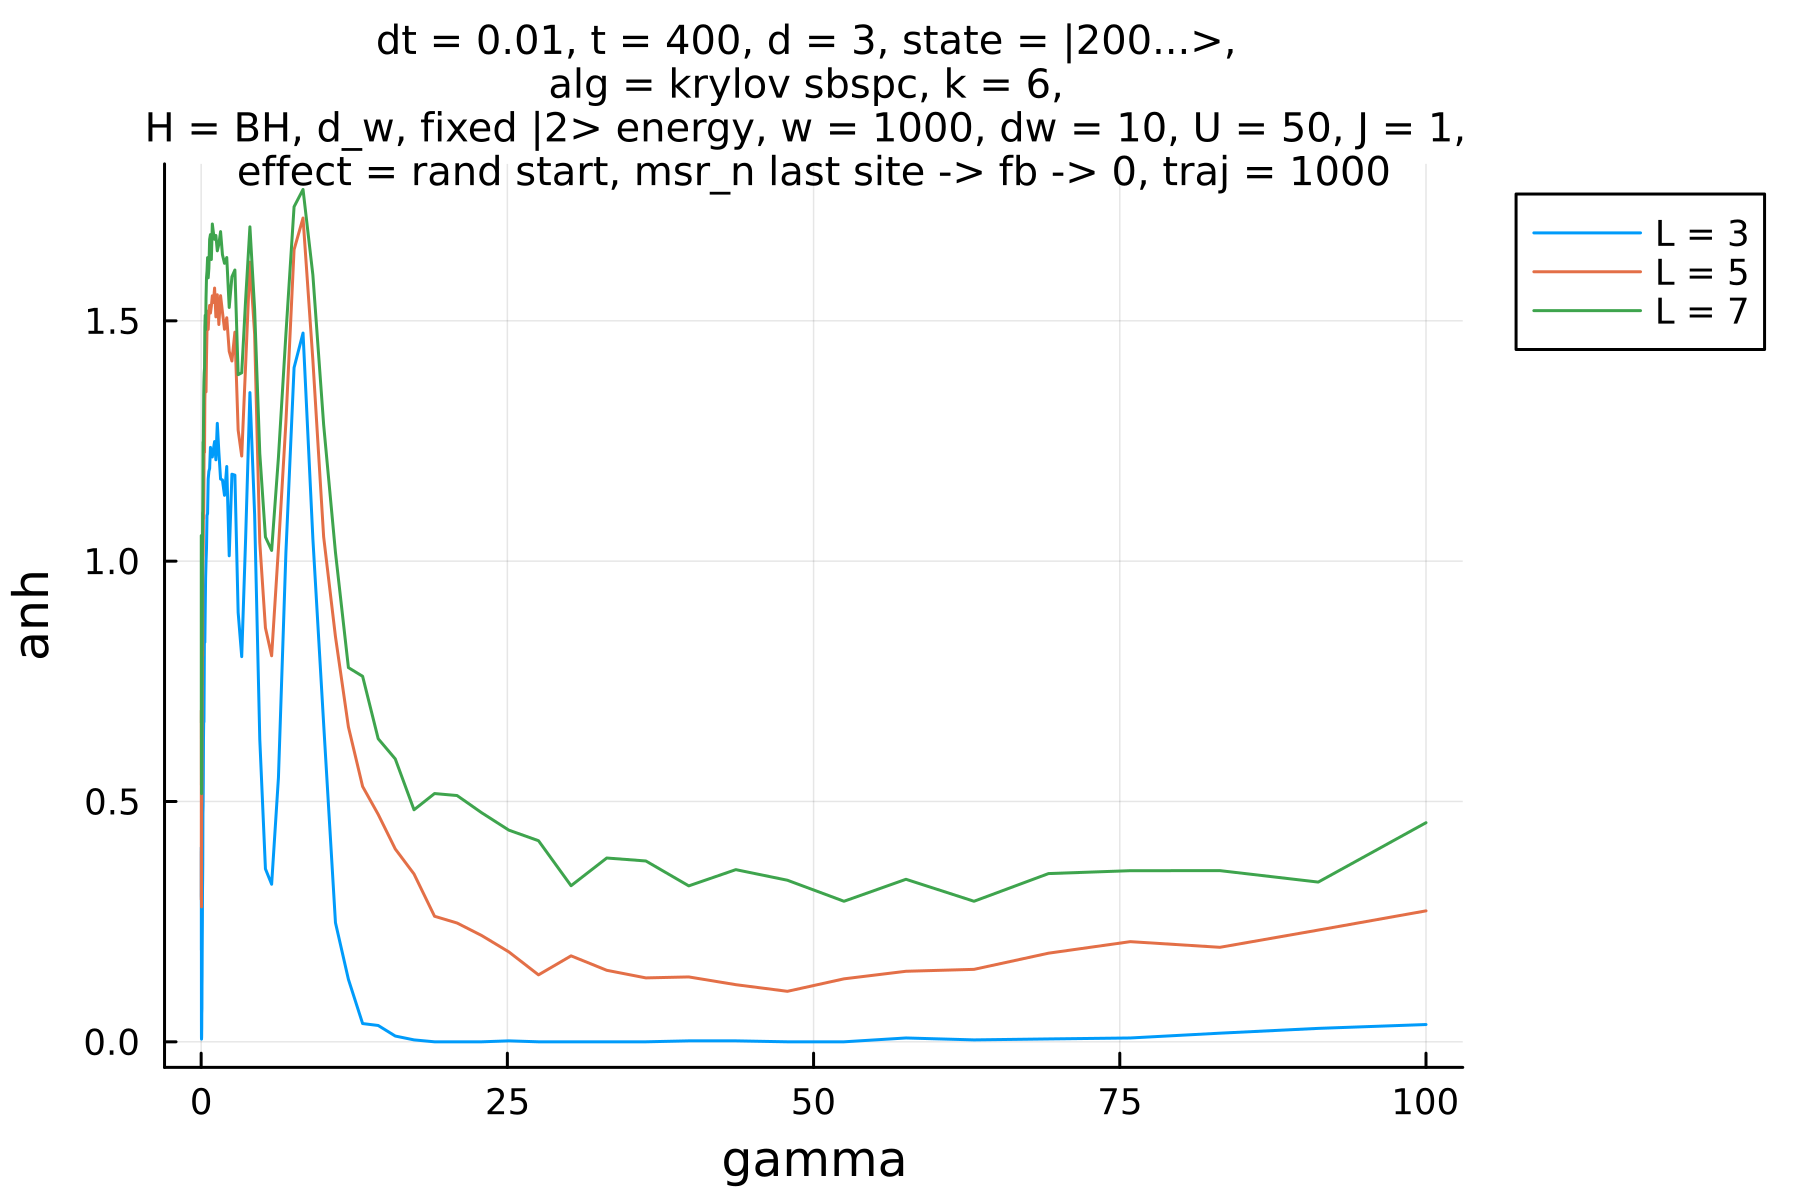 dt = 0.01, t = 400, d = 3, state = |200...>,
alg = krylov sbspc, k = 6,
H = BH, d_w, fixed |2> energy, w = 1000, dw = 10, U = 50, J = 1,
effect = rand start, msr_n last site -> fb -> 0, traj = 1000
L = 3
L = 5
L = 7
1.5
1.0
0.5
0.0
anh
0 25 50 75 100
gamma